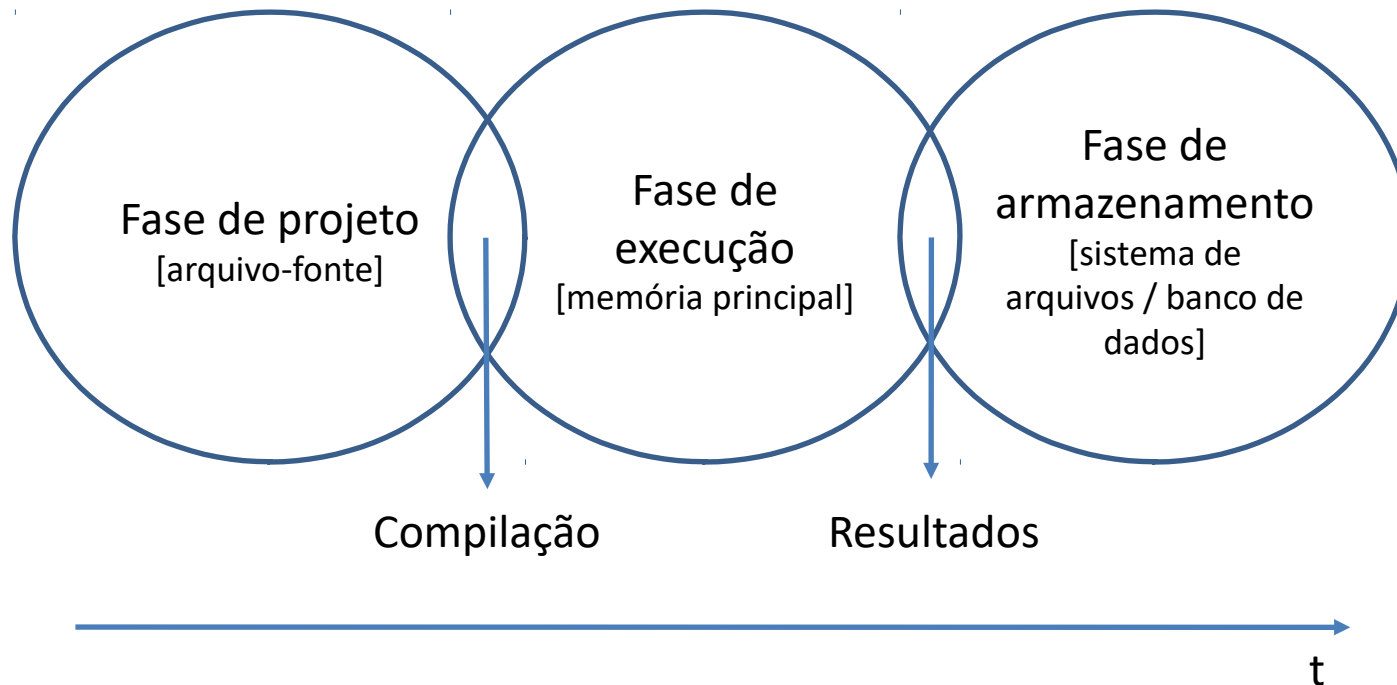 Fase de projeto
[arquivo-fonte]
Fase de
execução
[memória principal]
Fase de
armazenamento
[sistema de
arquivos / banco de
dados]
Compilação
Resultados
t